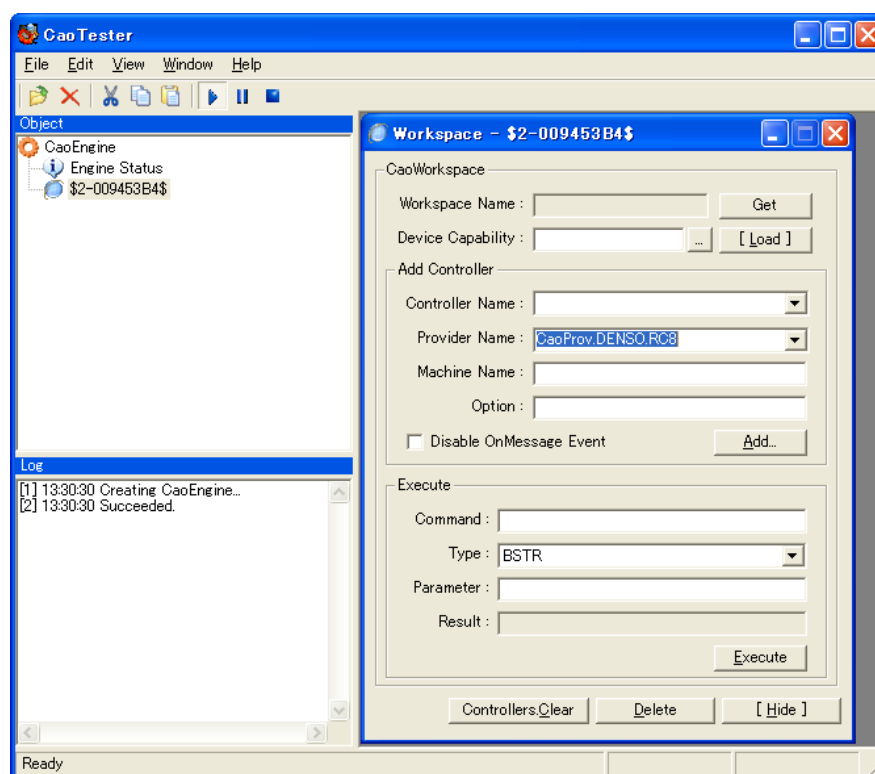 CaoTester
File Edit View Window Help
Object
CaoEngine
Engine Status
$2-009453B4$
Log
[1] 13:30:30 Creating CaoEngine...
[2] 13:30:30 Succeeded.
Workspace - $2-009453B4$
CaoWorkspace
Workspace Name : Get
Device Capability : ... [ Load ]
Add Controller
Controller Name :
Provider Name : CaoProv.DENSO.RC8
Machine Name :
Option :
Disable OnMessage Event Add...
Execute
Command :
Type : BSTR
Parameter :
Result :
Execute
Controllers.Clear Delete [ Hide ]
Ready